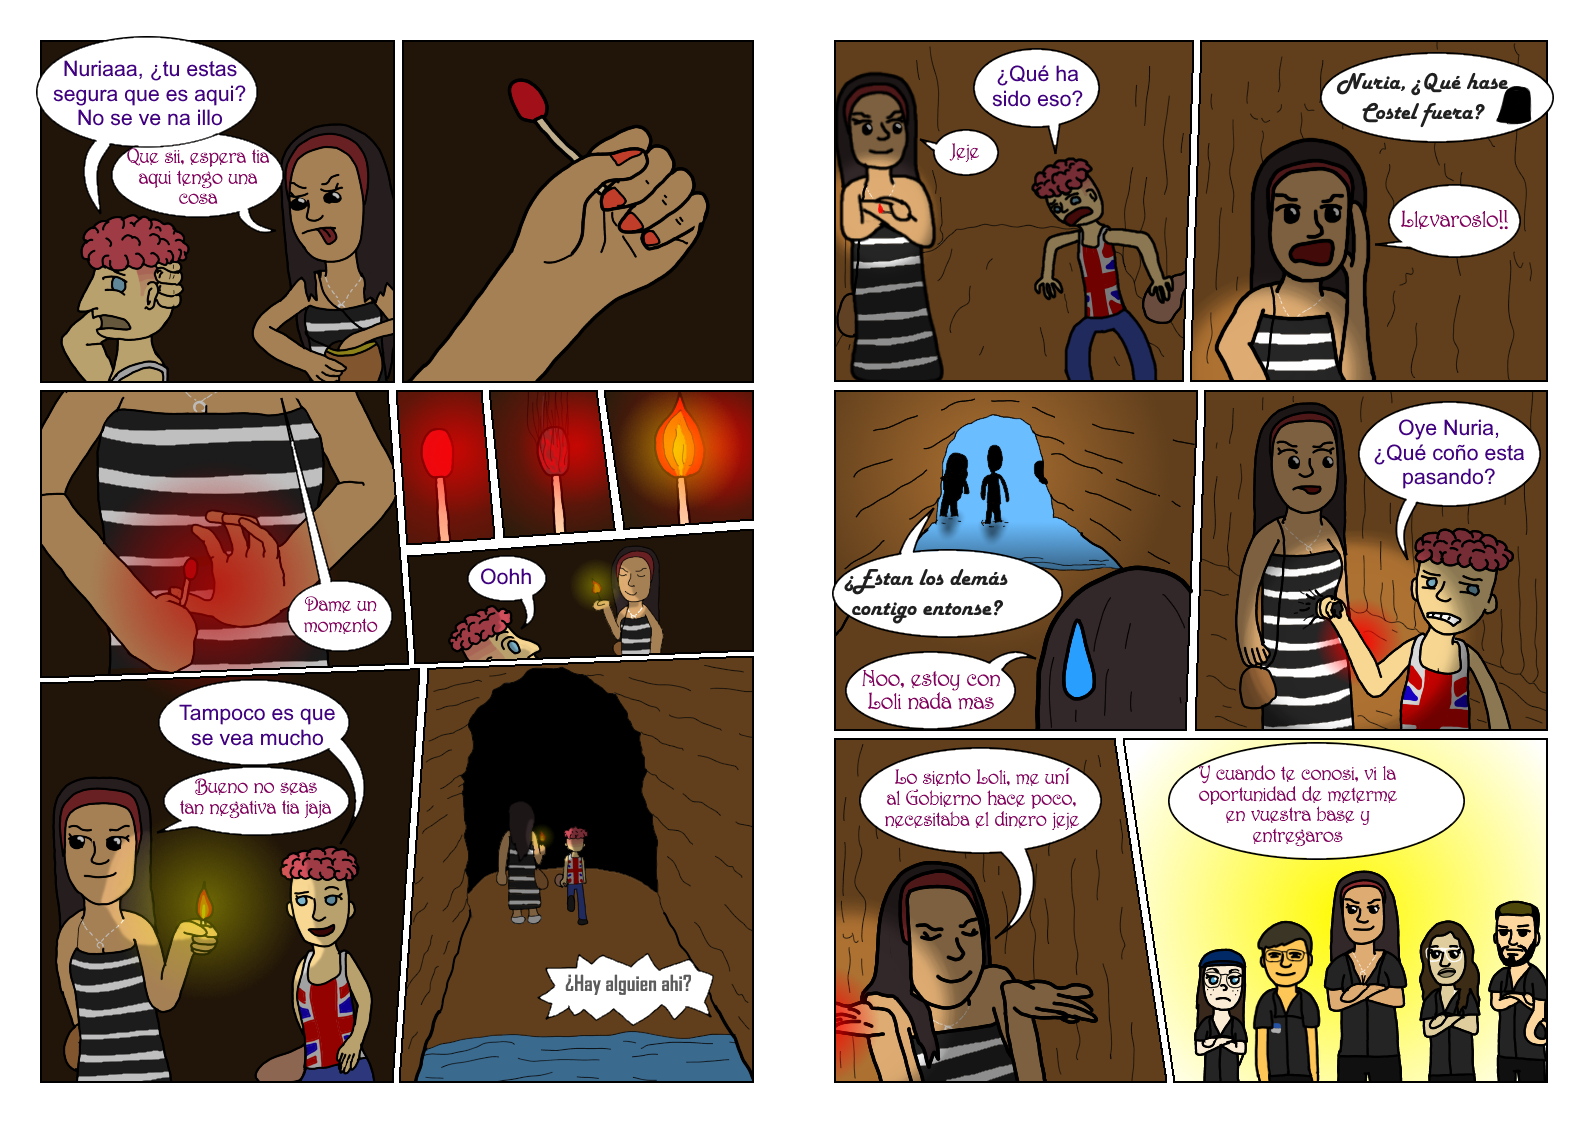 Nuriaaa, ¿tu estas
segura que es aqui?
No se ve na illo
Que sii, espera tia
aqui tengo una
cosa
Dame un
momento
Oohh
Tampoco es que
se vea mucho
Bueno no seas
tan negativa tia jaja
¿Hay alguien ahi?
¿Qué ha
sido eso?
Jeje
Nuria, ¿Qué hase
Costel fuera?
Llevaroslo!!
¿Estan los demás
contigo entonse?
Noo, estoy con
Loli nada mas
Oye Nuria,
¿Qué coño esta
pasando?
Lo siento Loli, me uní
al Gobierno hace poco,
necesitaba el dinero jeje
Y cuando te conosi, vi la
oportunidad de meterme
en vuestra base y
entregaros